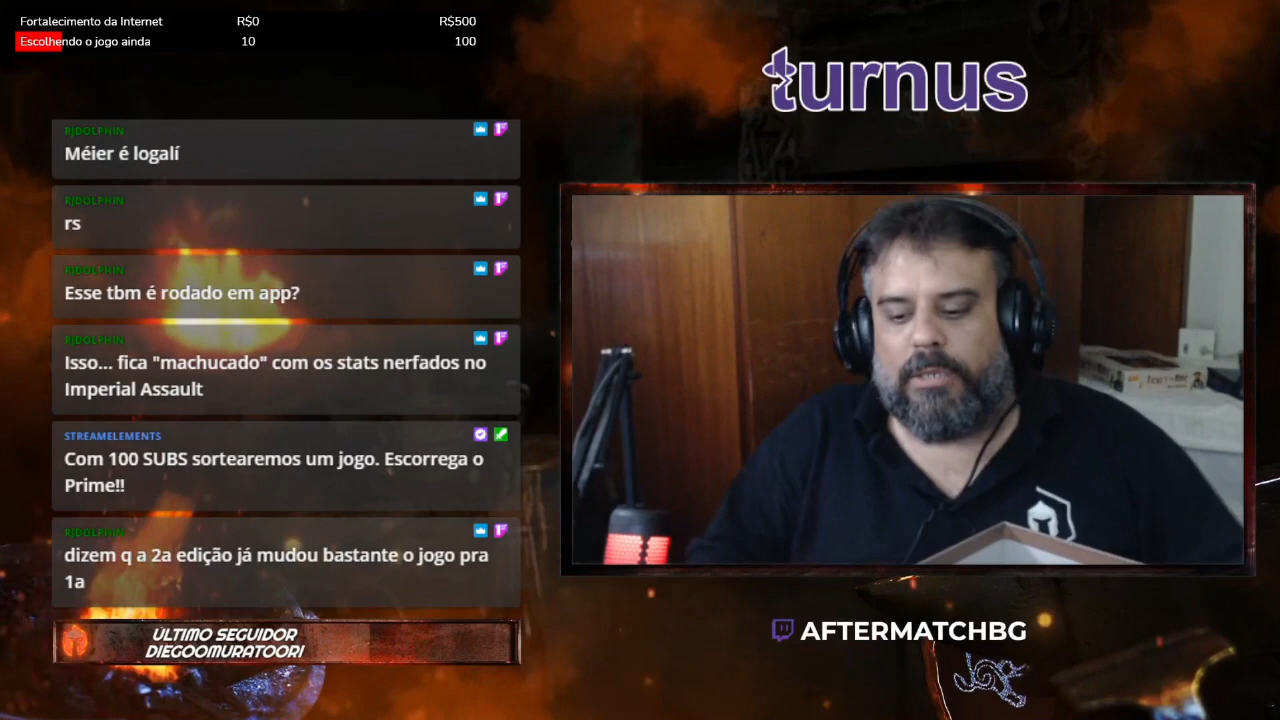 Fortalecimento da Internet R$0 R$500
Escolhendo o jogo ainda 10 100
turnus
RJDOLPHIN
Méier é logalí
RJDOLPHIN
rs
RJDOLPHIN
Esse tbm é rodado em app?
RJDOLPHIN
Isso... fica "machucado" com os stats nerfados no
Imperial Assault
STREAMELEMENTS
Com 100 SUBS sortearemos um jogo. Escorrega o
Prime!!
RJDOLPHIN
dizem q a 2a edição já mudou bastante o jogo pra
1a
ÚLTIMO SEGUIDOR
DIEGOOMURATOORI
AFTERMATCHBG